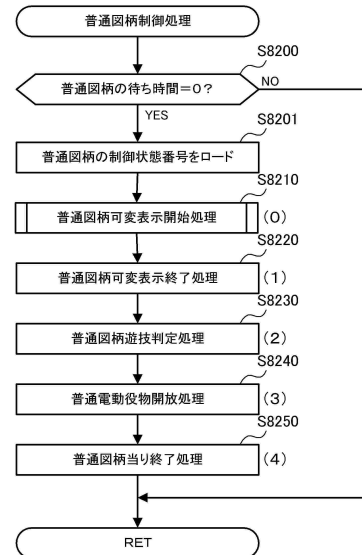 普通図柄制御処理
S8200
普通図柄の待ち時間=0?
NO
YES
S8201
普通図柄の制御状態番号をロード
S8210
普通図柄可変表示開始処理 (0)
S8220
普通図柄可変表示終了処理 (1)
S8230
普通図柄遊技判定処理 (2)
S8240
普通電動役物開放処理 (3)
S8250
普通図柄当り終了処理 (4)
RET